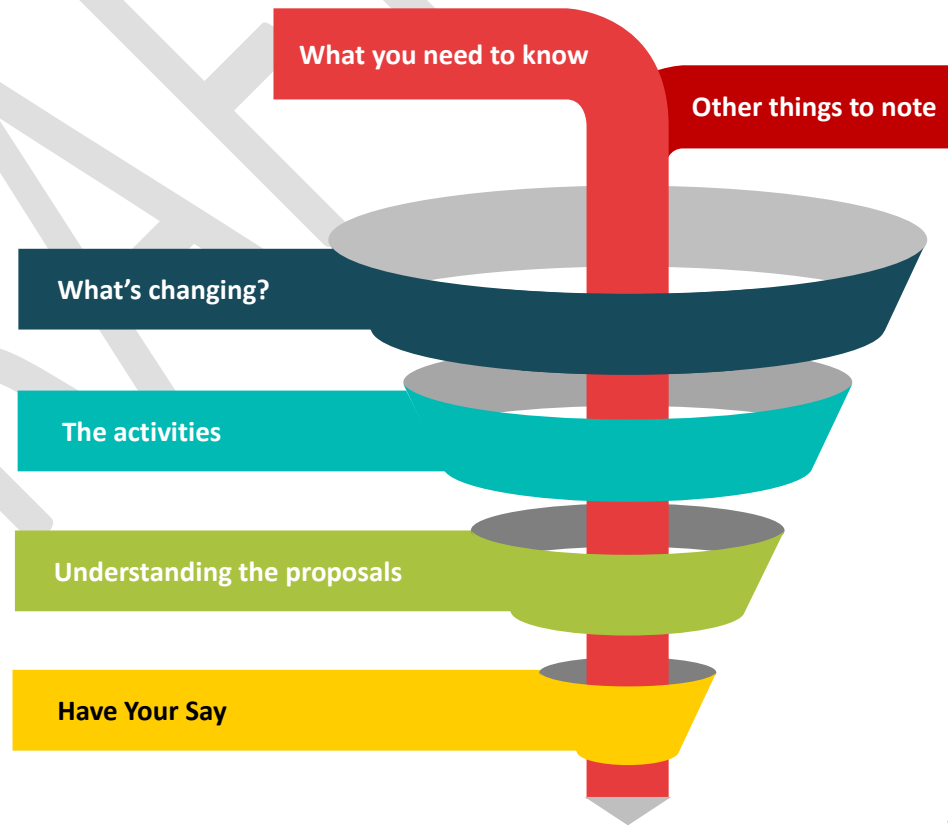 What you need to know
Other things to note
What's changing?
The activities
Understanding the proposals
Have Your Say